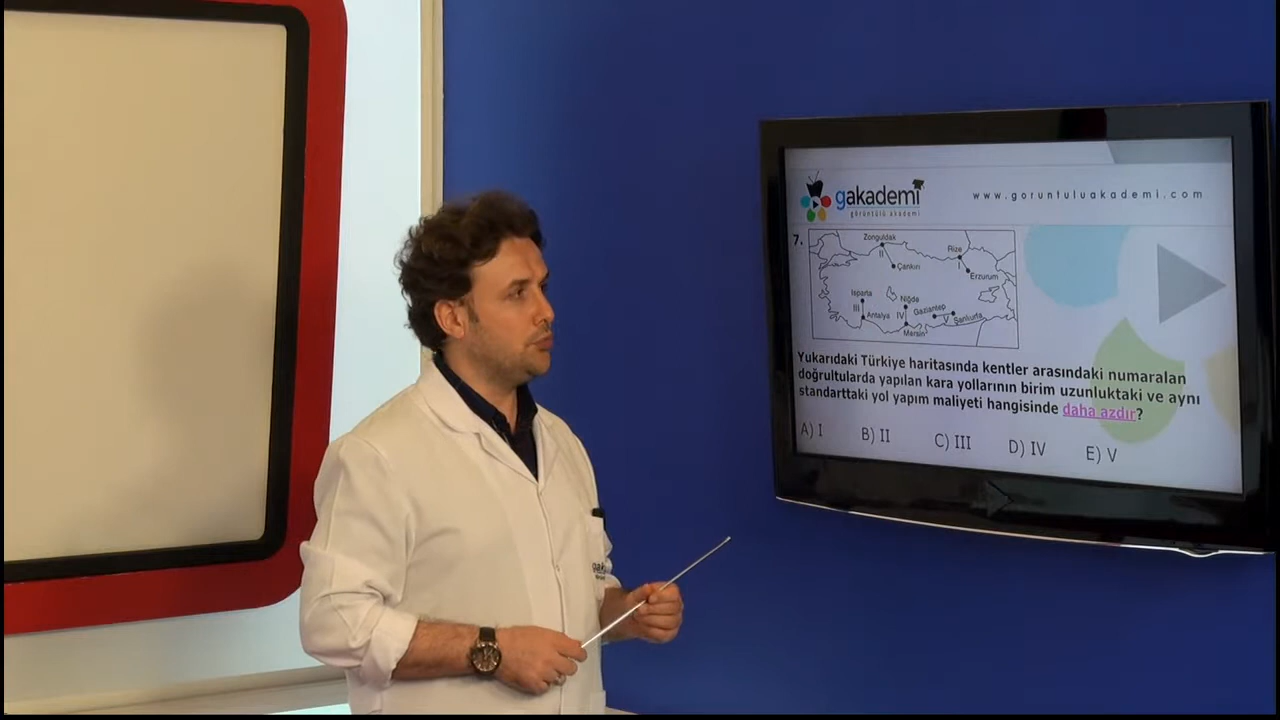 gakademi
görüntülü akademi
www.goruntuluakademi.com
7.
Zonguldak
II
Çankırı
Rize
I
Erzurum
Isparta
III
Antalya
Niğde
IV
Mersin
Gaziantep
V
Şanlıurfa
Yukarıdaki Türkiye haritasında kentler arasındaki numaralan
doğrultularda yapılan kara yollarının birim uzunluktaki ve aynı
standarttaki yol yapım maliyeti hangisinde daha azdır?
A) I B) II C) III D) IV E) V